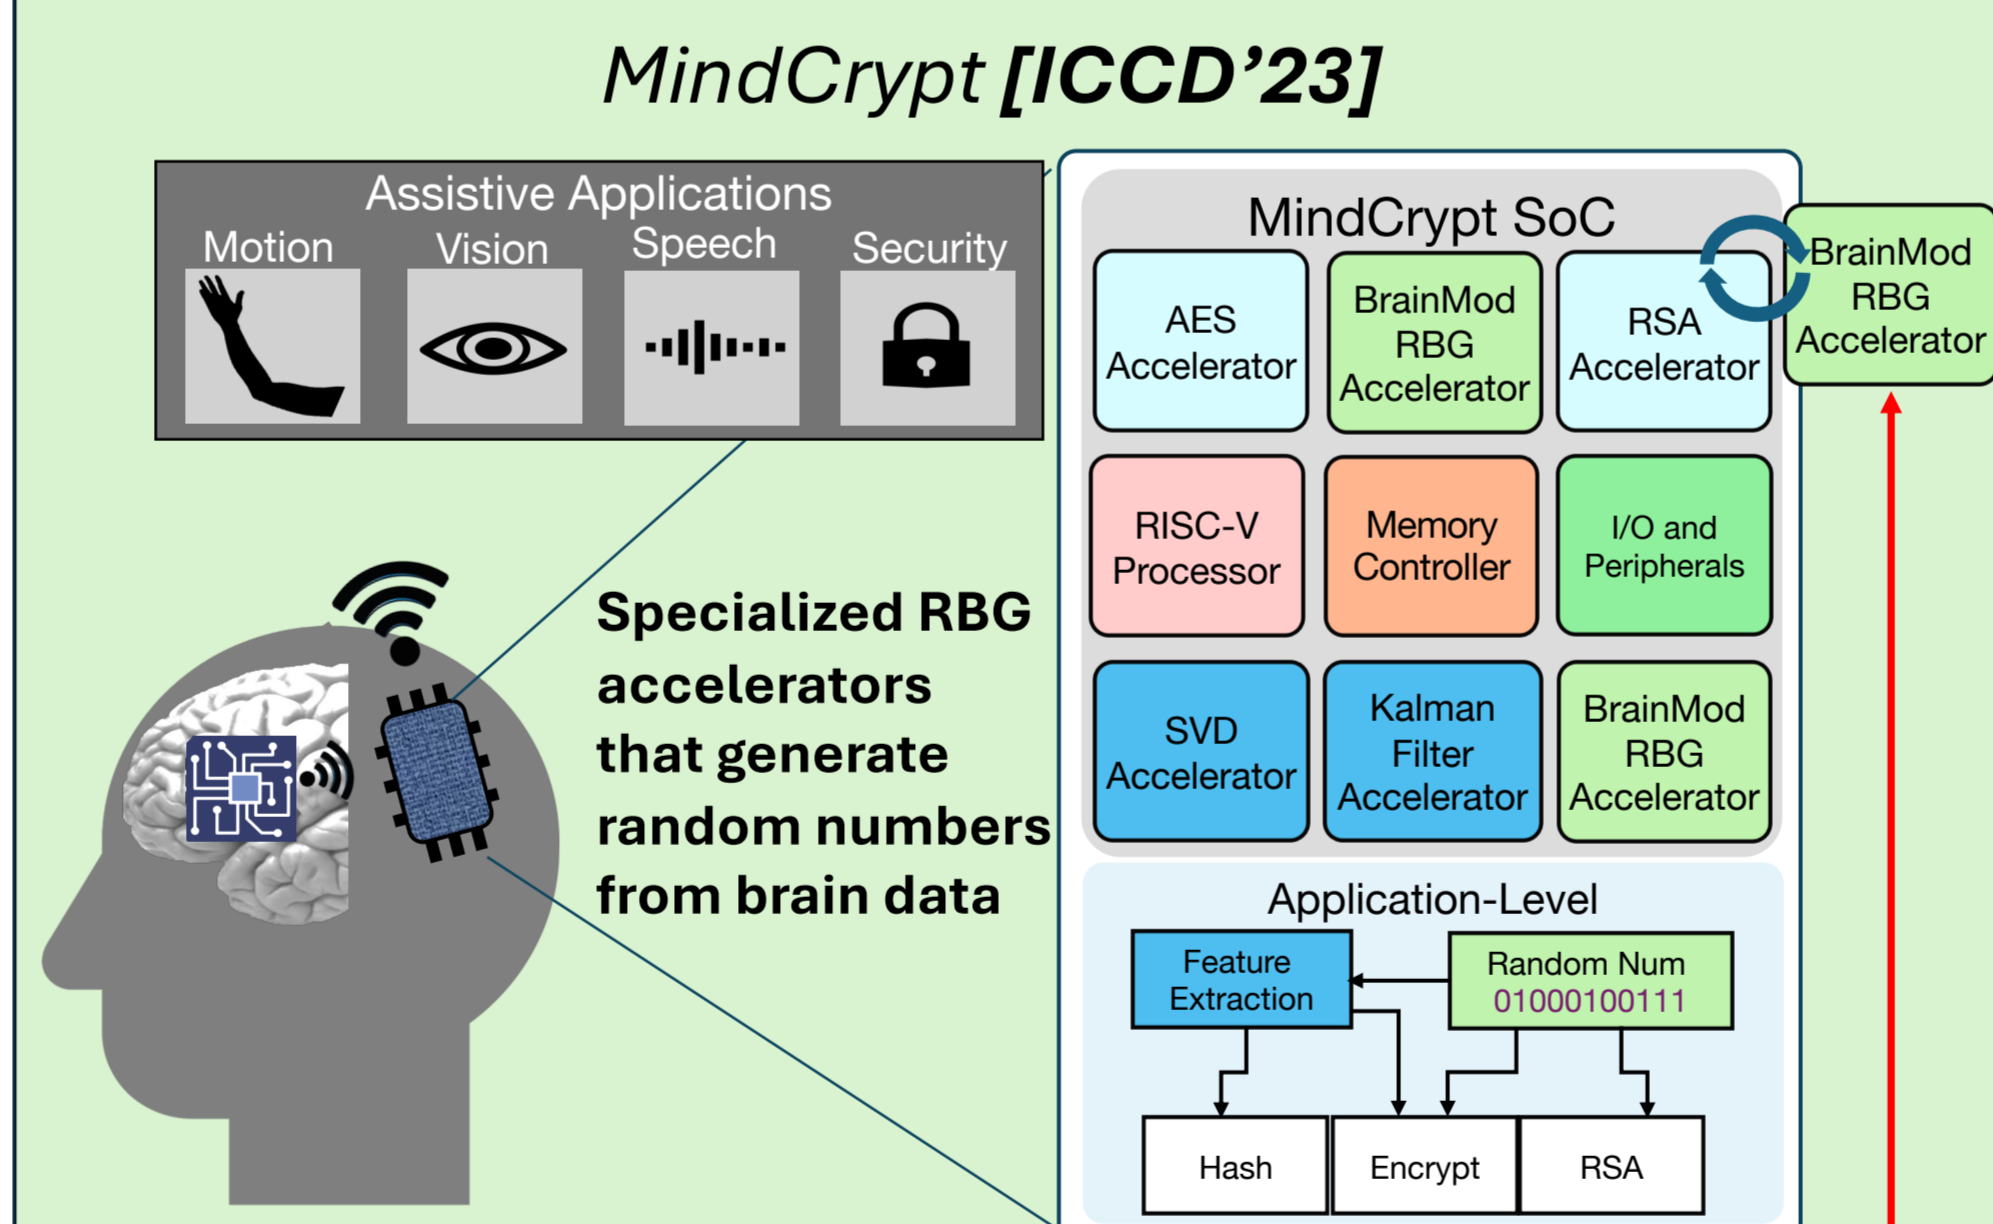 MindCrypt [ICCD’23]
Assistive Applications
Motion
Vision
Speech
Security
Specialized RBG
accelerators
that generate
random numbers
from brain data
MindCrypt SoC
AES
Accelerator
BrainMod
RBG
Accelerator
RSA
Accelerator
BrainMod
RBG
Accelerator
RISC-V
Processor
Memory
Controller
I/O and
Peripherals
SVD
Accelerator
Kalman
Filter
Accelerator
BrainMod
RBG
Accelerator
Application-Level
Feature
Extraction
Random Num
01000100111
Hash
Encrypt
RSA